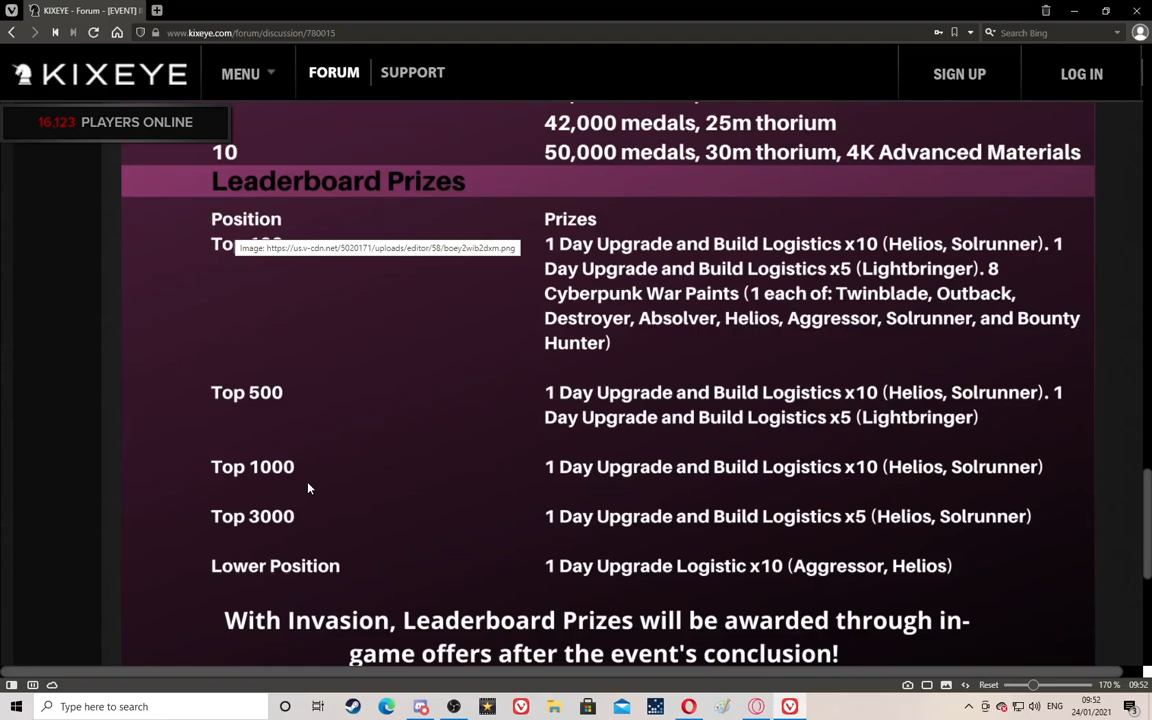 KIXEYE - Forum - [EVENT]
www.kixeye.com/forum/discussion/780015
Search Bing
KIXEYE
MENU
FORUM
SUPPORT
SIGN UP
LOG IN
16,123 PLAYERS ONLINE
42,000 medals, 25m thorium
10
50,000 medals, 30m thorium, 4K Advanced Materials
Leaderboard Prizes
Position
Prizes
Image: https://us.v-cdn.net/5020171/uploads/editor/58/boey2wib2dxm.png
1 Day Upgrade and Build Logistics x10 (Helios, Solrunner). 1
Day Upgrade and Build Logistics x5 (Lightbringer). 8
Cyberpunk War Paints (1 each of: Twinblade, Outback,
Destroyer, Absolver, Helios, Aggressor, Solrunner, and Bounty
Hunter)
Top 500
1 Day Upgrade and Build Logistics x10 (Helios, Solrunner). 1
Day Upgrade and Build Logistics x5 (Lightbringer)
Top 1000
1 Day Upgrade and Build Logistics x10 (Helios, Solrunner)
Top 3000
1 Day Upgrade and Build Logistics x5 (Helios, Solrunner)
Lower Position
1 Day Upgrade Logistic x10 (Aggressor, Helios)
With Invasion, Leaderboard Prizes will be awarded through in-
game offers after the event's conclusion!
Reset
170 %
09:52
Type here to search
ENG
09:52
24/01/2021
3